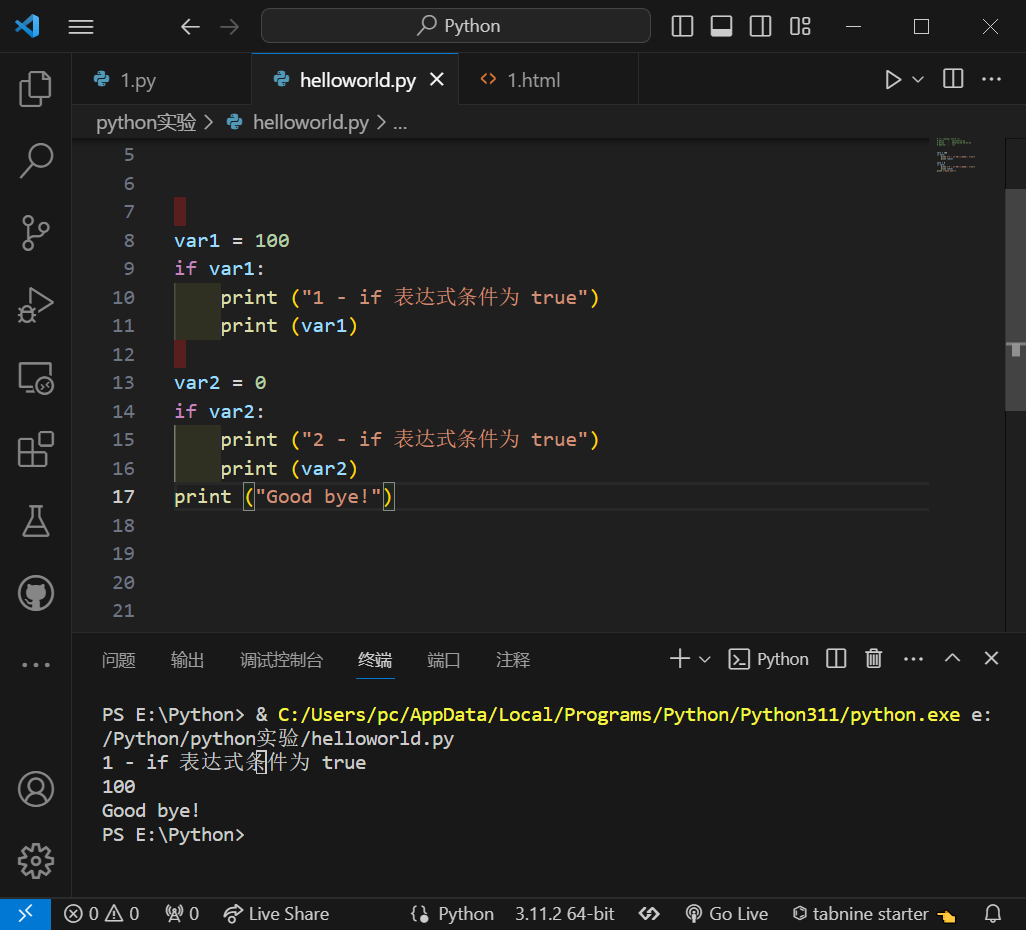 Python
1.py
helloworld.py
1.html
python实验 > helloworld.py > ...
5
6
7
8 var1 = 100
9 if var1:
10 print ("1 - if 表达式条件为 true")
11 print (var1)
12
13 var2 = 0
14 if var2:
15 print ("2 - if 表达式条件为 true")
16 print (var2)
17 print ("Good bye!")
18
19
20
21
问题 输出 调试控制台 终端 端口 注释 Python
PS E:\Python> & C:/Users/pc/AppData/Local/Programs/Python/Python311/python.exe e:
/Python/python实验/helloworld.py
1 - if 表达式条件为 true
100
Good bye!
PS E:\Python>
0 0 0 Live Share Python 3.11.2 64-bit Go Live tabnine starter